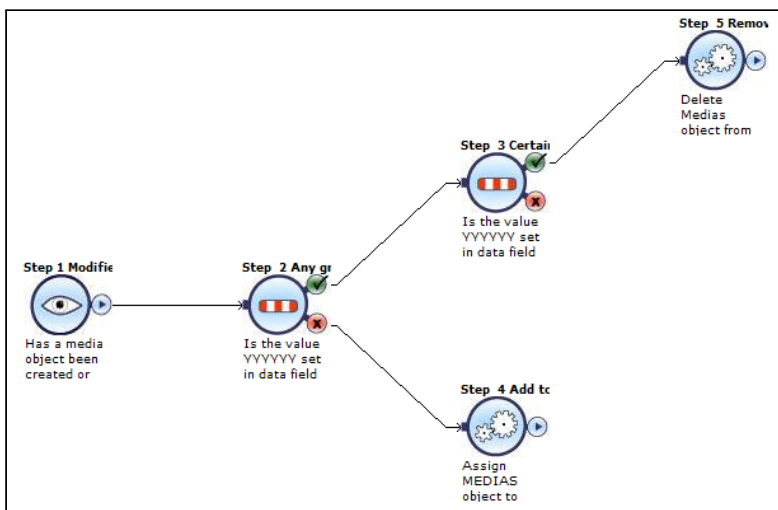 Step 5 Remov
Delete
Medias
object from
Step 3 Certain
Is the value
YYYYYY set
in data field
Step 1 Modifie
Has a media
object been
created or
Step 2 Any gr
Is the value
YYYYYY set
in data field
Step 4 Add to
Assign
MEDIAS
object to